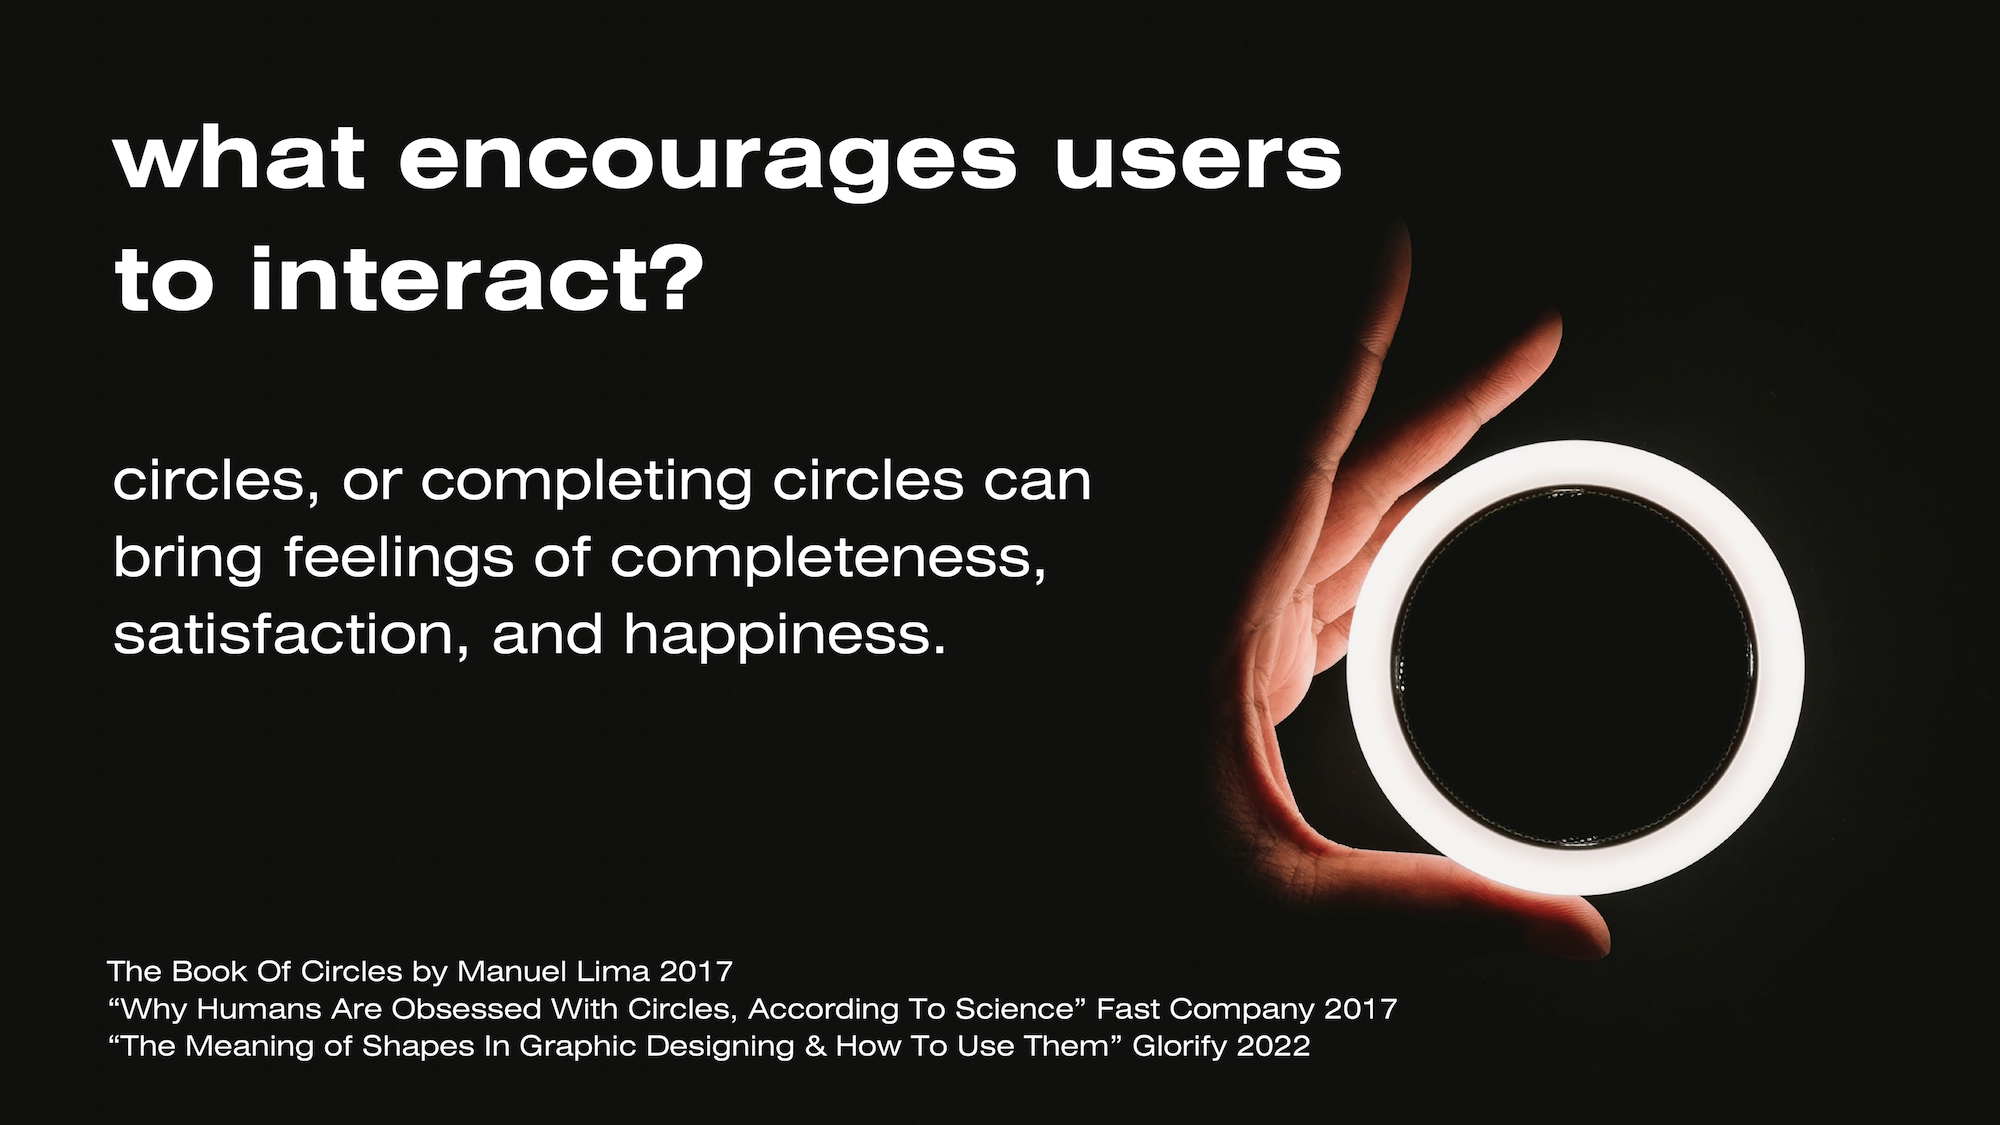 what encourages users
to interact?
circles, or completing circles can
bring feelings of completeness,
satisfaction, and happiness.
The Book Of Circles by Manuel Lima 2017
“Why Humans Are Obsessed With Circles, According To Science” Fast Company 2017
“The Meaning of Shapes In Graphic Designing & How To Use Them” Glorify 2022